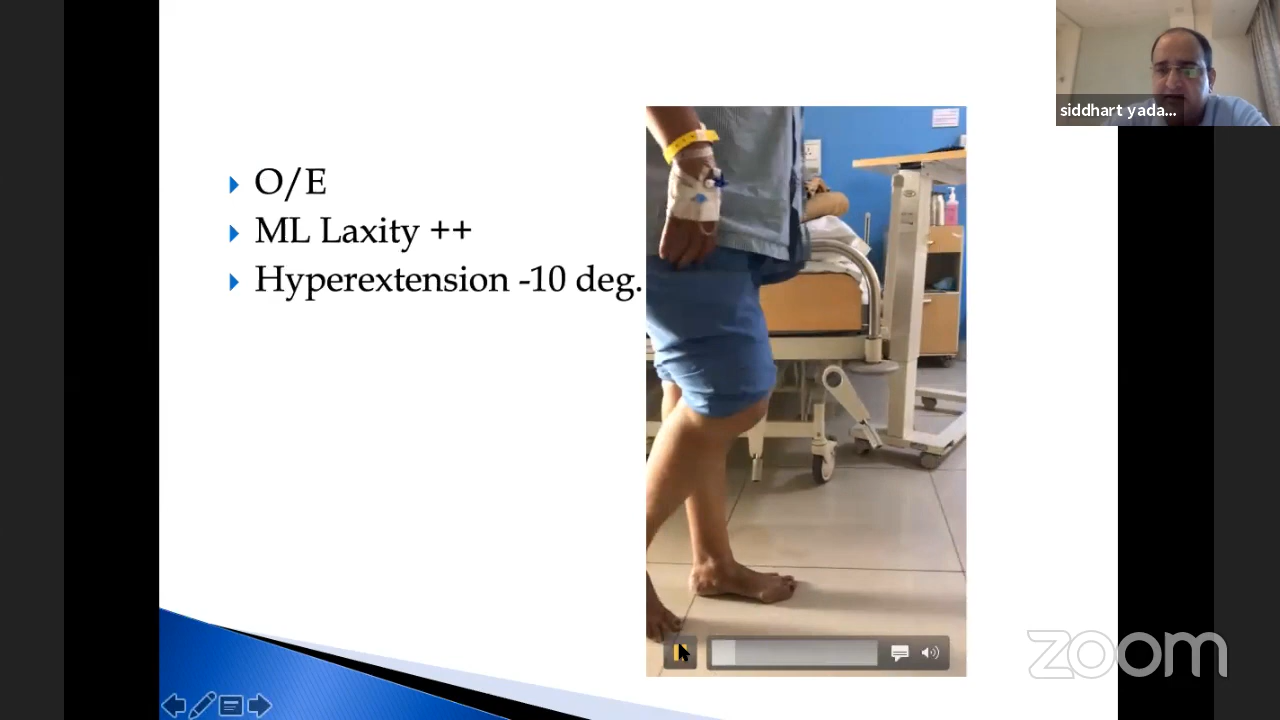 siddhart yada...
O/E
ML Laxity ++
Hyperextension -10 deg.
zoom